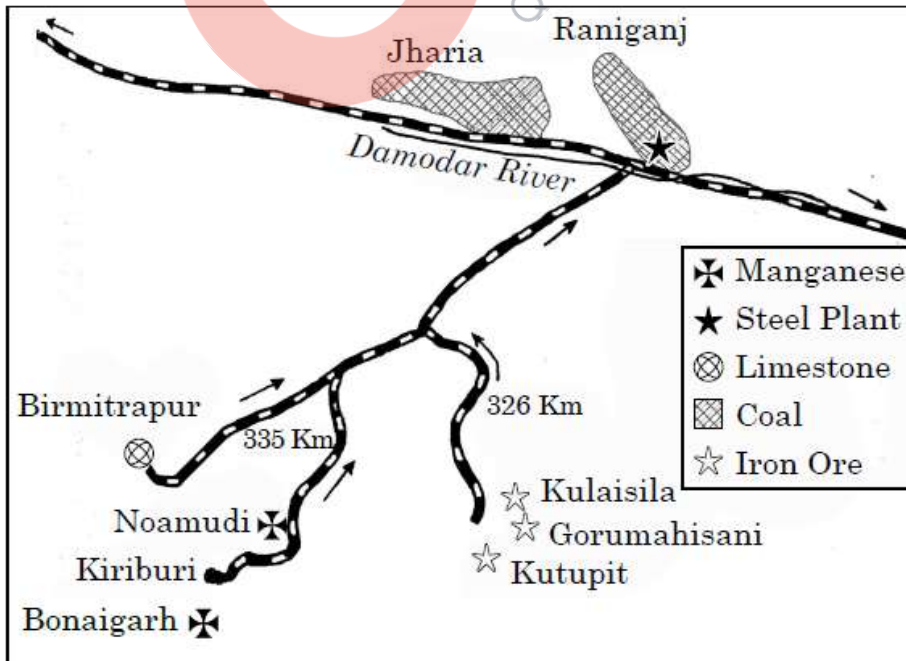 Raniganj
Jharia
Damodar River
Manganese
Steel Plant
Limestone
Coal
Iron Ore
Birmitrapur
335 Km
326 Km
Kulaisila
Noamudi
Gorumahisani
Kiriburi
Kutupit
Bonaigarh